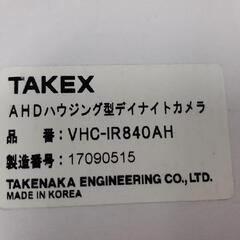 TAKEX
AHDハウジング型デイナイトカメラ
品　　番：VHC-IR840AH
製造番号：17090515
TAKENAKA ENGINEERING CO.,LTD.
MADE IN KOREA